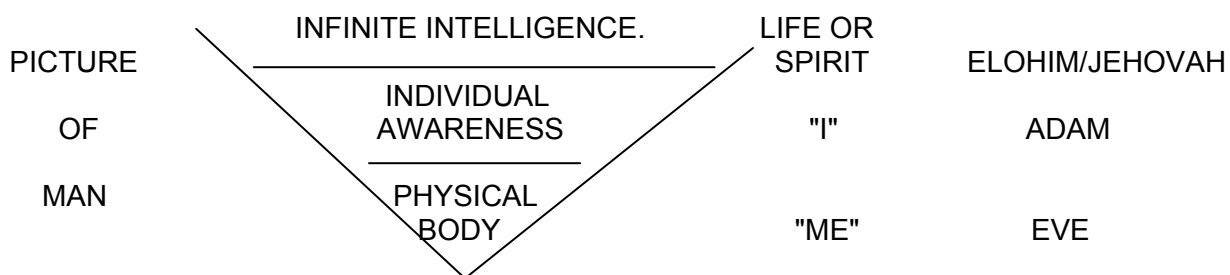 INFINITE INTELLIGENCE. LIFE OR
PICTURE SPIRIT ELOHIM/JEHOVAH
INDIVIDUAL
OF AWARENESS "I" ADAM
MAN PHYSICAL
BODY "ME" EVE